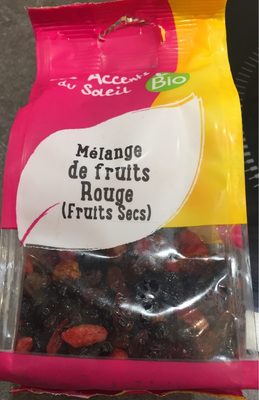 Accents
du Soleil
BiO
Mélange
de fruits
Rouge
(Fruits Secs)